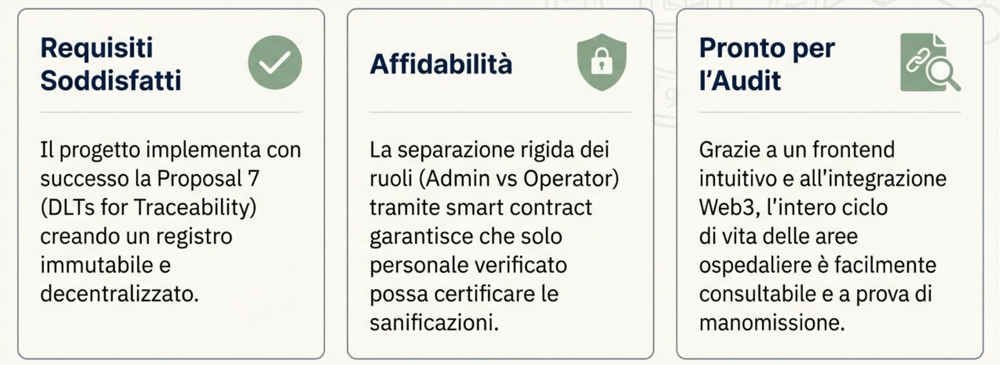 Requisiti
Soddisfatti
Il progetto implementa con
successo la Proposal 7
(DLTs for Traceability)
creando un registro
immutabile e
decentralizzato.
Affidabilità
La separazione rigida dei
ruoli (Admin vs Operator)
tramite smart contract
garantisce che solo
personale verificato
possa certificare le
sanificazioni.
Pronto per
l’Audit
Grazie a un frontend
intuitivo e all’integrazione
Web3, l’intero ciclo
di vita delle aree
ospedaliere è facilmente
consultabile e a prova di
manomissione.